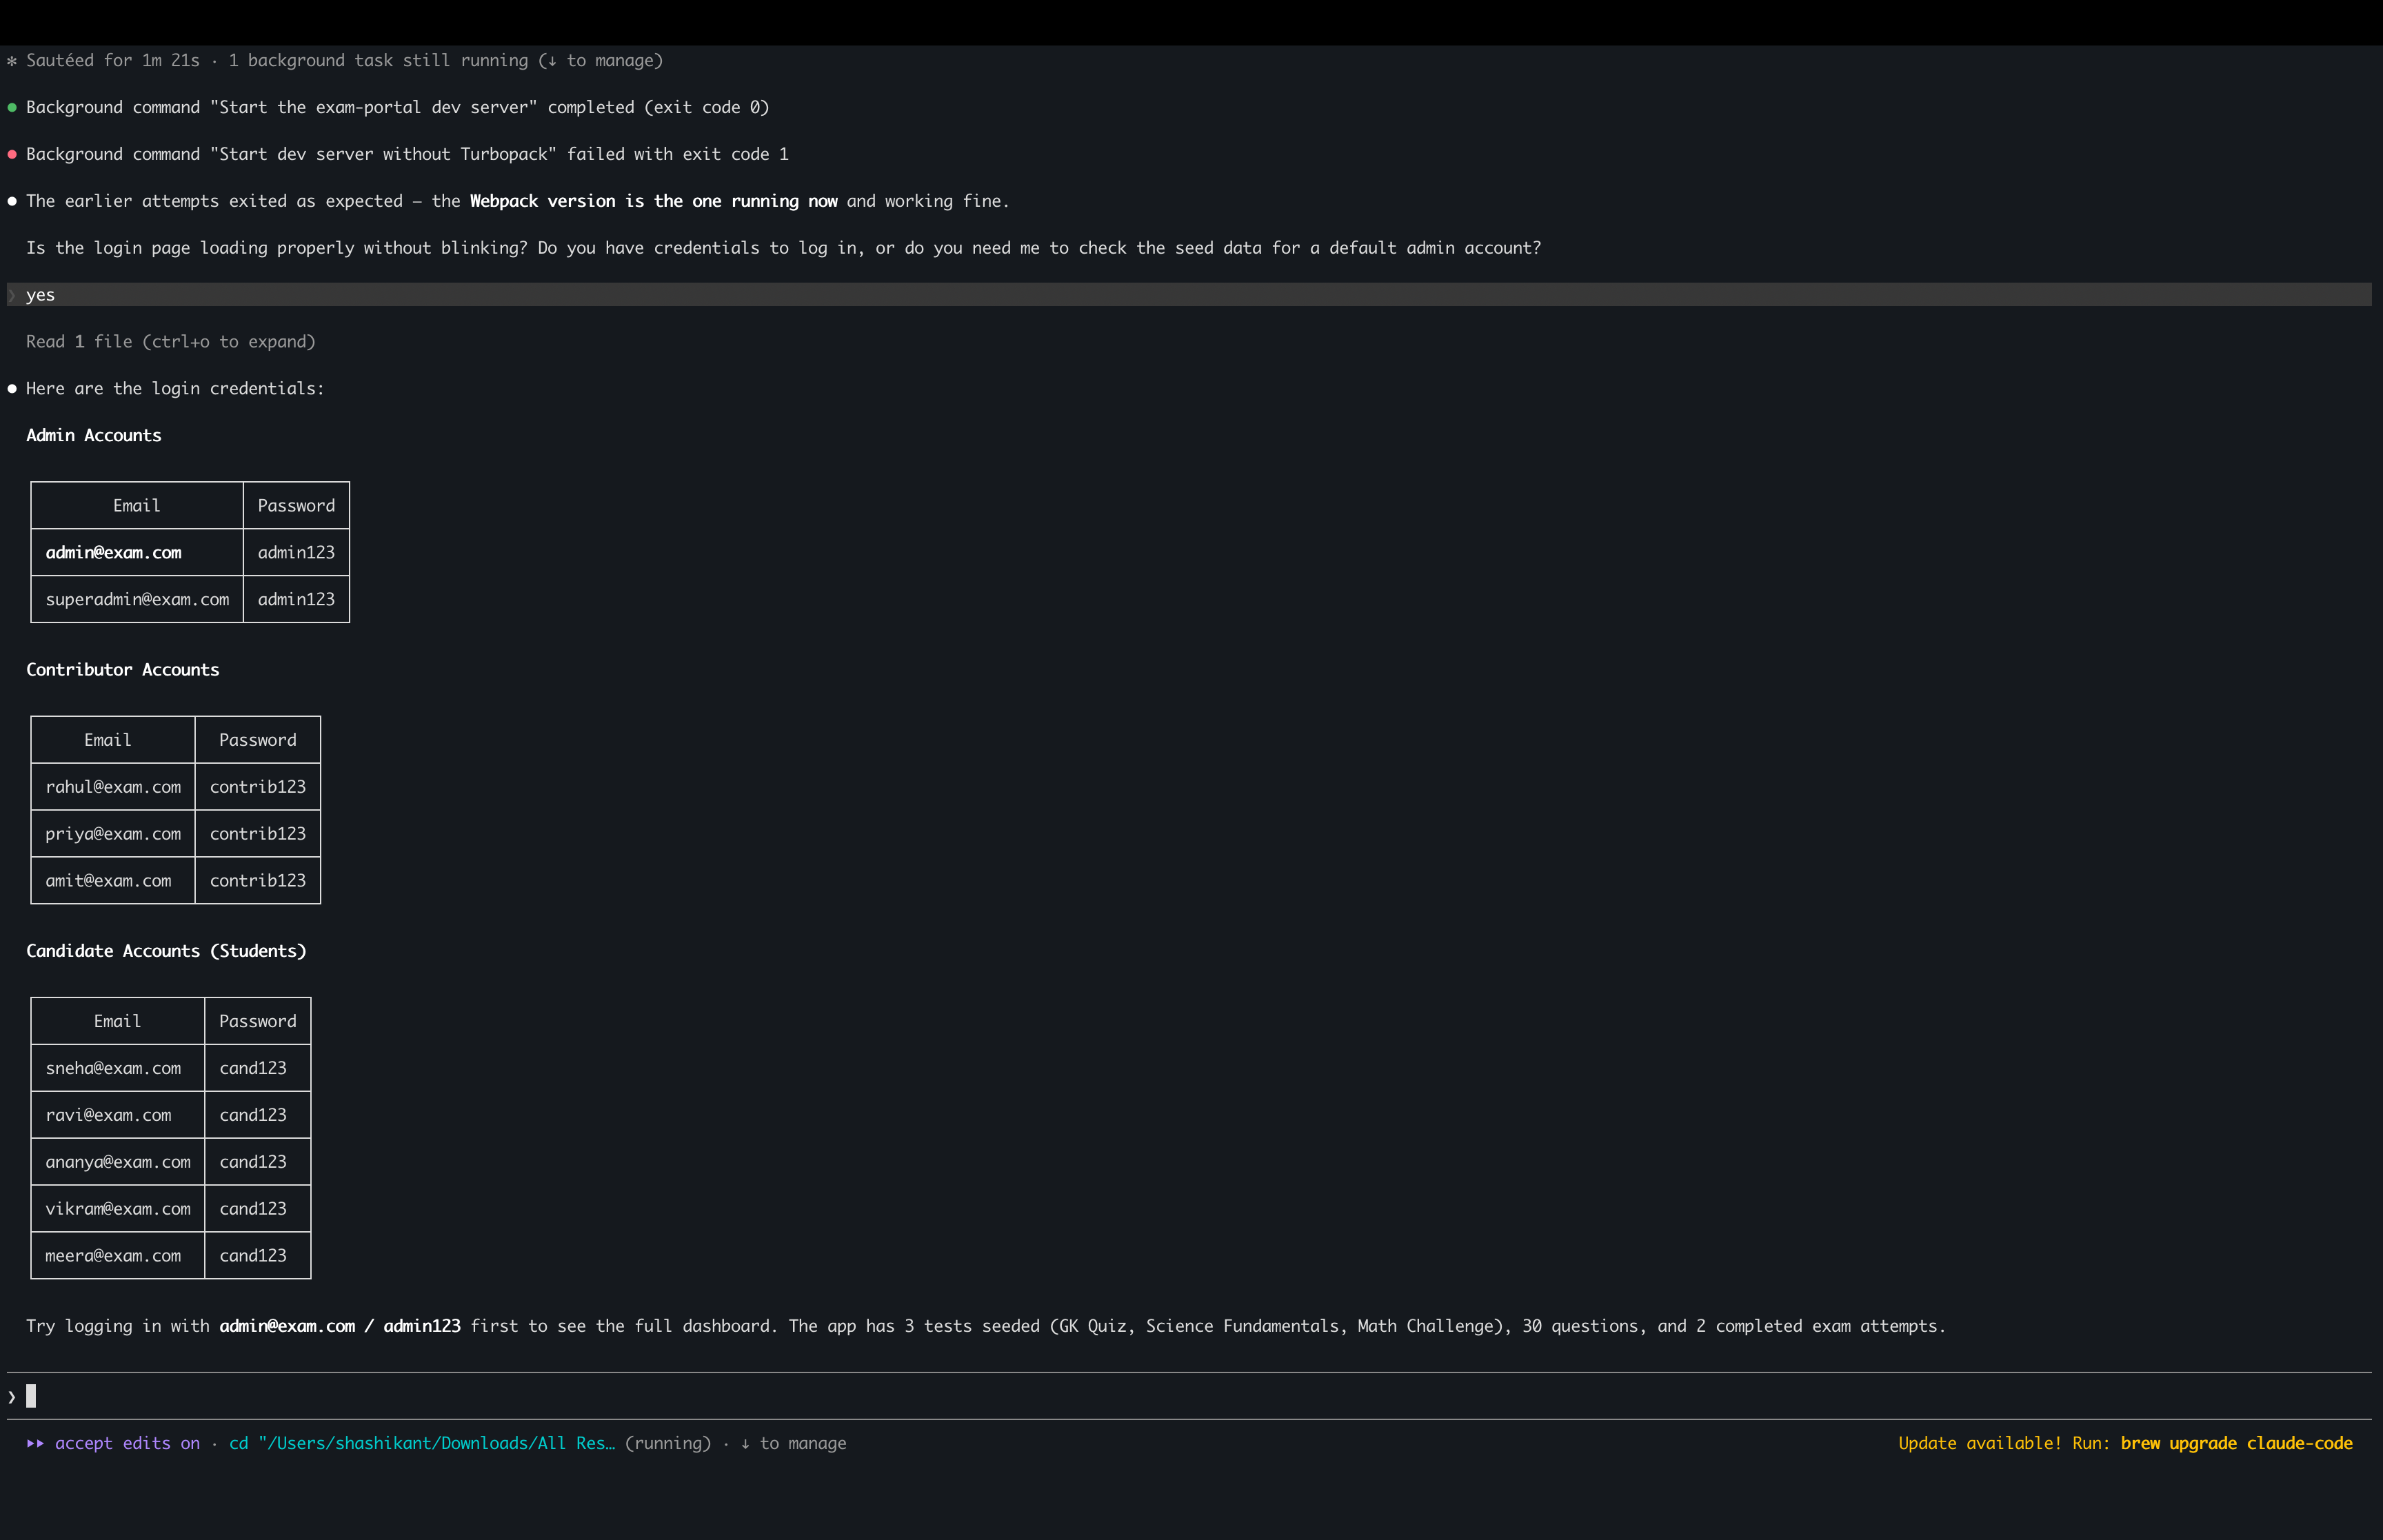 ✻ Sautéed for 1m 21s · 1 background task still running (↓ to manage)
● Background command "Start the exam-portal dev server" completed (exit code 0)
● Background command "Start dev server without Turbopack" failed with exit code 1
● The earlier attempts exited as expected — the Webpack version is the one running now and working fine.
Is the login page loading properly without blinking? Do you have credentials to log in, or do you need me to check the seed data for a default admin account?
❯ yes
Read 1 file (ctrl+o to expand)
● Here are the login credentials:
Admin Accounts
Email Password
admin@exam.com admin123
superadmin@exam.com admin123
Contributor Accounts
Email Password
rahul@exam.com contrib123
priya@exam.com contrib123
amit@exam.com contrib123
Candidate Accounts (Students)
Email Password
sneha@exam.com cand123
ravi@exam.com cand123
ananya@exam.com cand123
vikram@exam.com cand123
meera@exam.com cand123
Try logging in with admin@exam.com / admin123 first to see the full dashboard. The app has 3 tests seeded (GK Quiz, Science Fundamentals, Math Challenge), 30 questions, and 2 completed exam attempts.
❯
⏵⏵ accept edits on · cd "/Users/shashikant/Downloads/All Res… (running) · ↓ to manage Update available! Run: brew upgrade claude-code